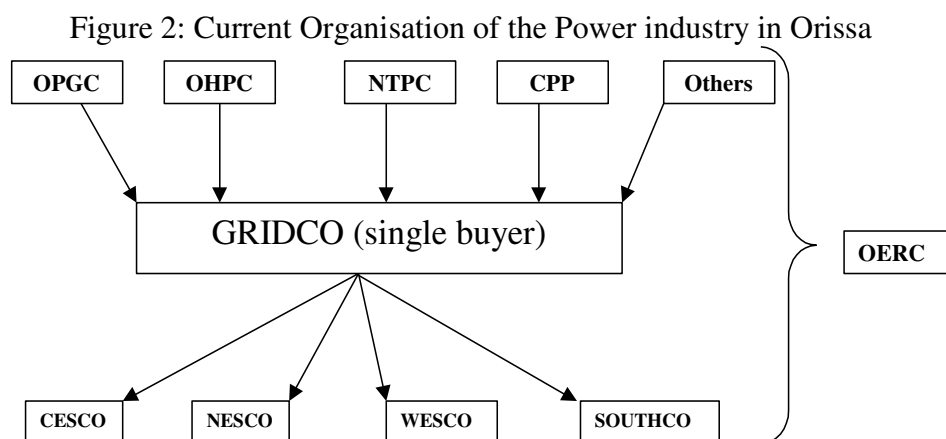 Figure 2: Current Organisation of the Power industry in Orissa
OPGC OHPC NTPC CPP Others
GRIDCO (single buyer)
OERC
CESCO NESCO WESCO SOUTHCO